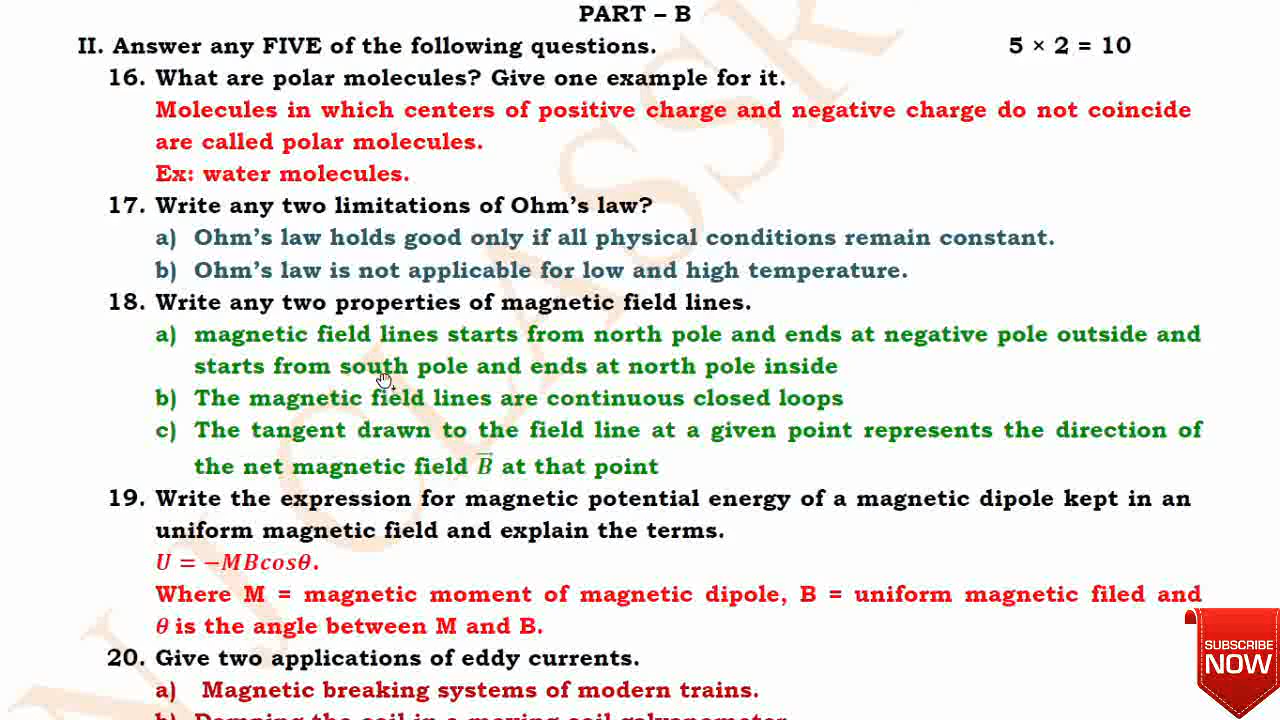 PART – B
II. Answer any FIVE of the following questions. 5 × 2 = 10
16. What are polar molecules? Give one example for it.
Molecules in which centers of positive charge and negative charge do not coincide
are called polar molecules.
Ex: water molecules.
17. Write any two limitations of Ohm's law?
a) Ohm's law holds good only if all physical conditions remain constant.
b) Ohm's law is not applicable for low and high temperature.
18. Write any two properties of magnetic field lines.
a) magnetic field lines starts from north pole and ends at negative pole outside and
starts from south pole and ends at north pole inside
b) The magnetic field lines are continuous closed loops
c) The tangent drawn to the field line at a given point represents the direction of
the net magnetic field B⃗ at that point
19. Write the expression for magnetic potential energy of a magnetic dipole kept in an
uniform magnetic field and explain the terms.
U = −MBcosθ.
Where M = magnetic moment of magnetic dipole, B = uniform magnetic filed and
θ is the angle between M and B.
SUBSCRIBE
NOW
20. Give two applications of eddy currents.
a) Magnetic breaking systems of modern trains.
b) Damping the coil in a moving coil galvanometer